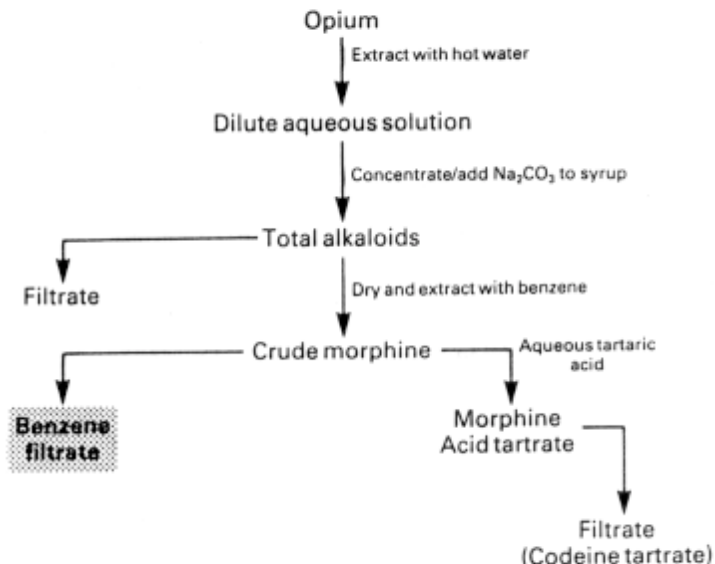 Opium
Extract with hot water
Dilute aqueous solution
Concentrate/add Na₂CO₃ to syrup
Total alkaloids
Filtrate
Dry and extract with benzene
Crude morphine
Aqueous tartaric
acid
Benzene
filtrate
Morphine
Acid tartrate
Filtrate
(Codeine tartrate)